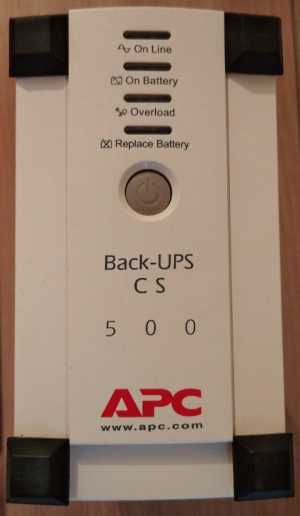 On Line
On Battery
Overload
Replace Battery
Back-UPS
C S
5 0 0
APC
www.apc.com